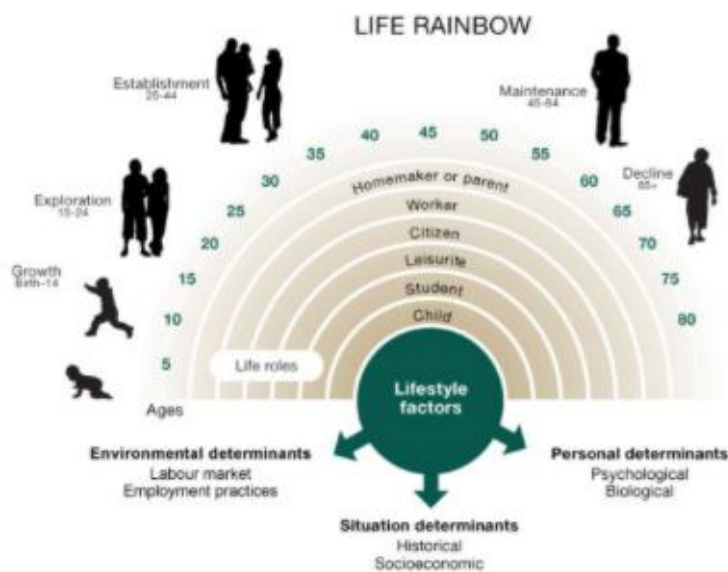 LIFE RAINBOW
Establishment
25-44
Maintenance
45-64
Exploration
15-24
Decline
65+
Growth
Birth-14
5
10
15
20
25
30
35
40
45
50
55
60
65
70
75
80
Ages
Homemaker or parent
Worker
Citizen
Leisurite
Student
Child
Life roles
Lifestyle
factors
Environmental determinants
Labour market
Employment practices
Situation determinants
Historical
Socioeconomic
Personal determinants
Psychological
Biological